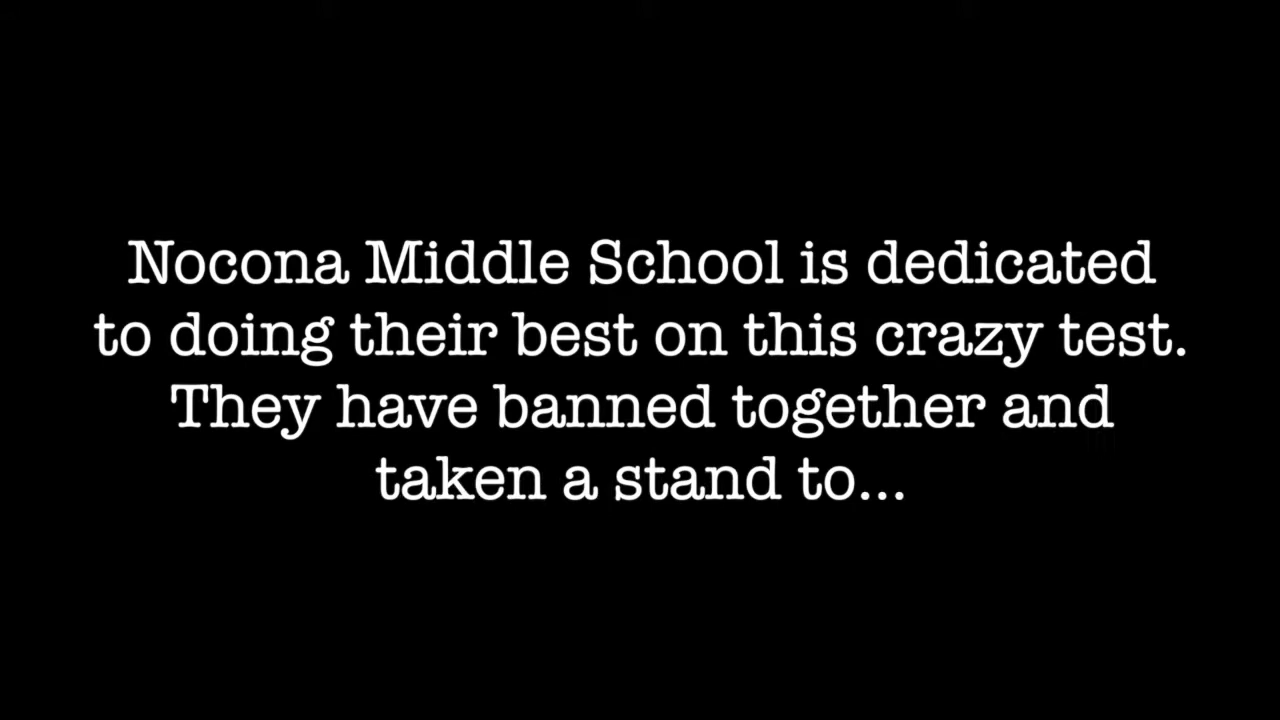 Nocona Middle School is dedicated
to doing their best on this crazy test.
They have banned together and
taken a stand to...